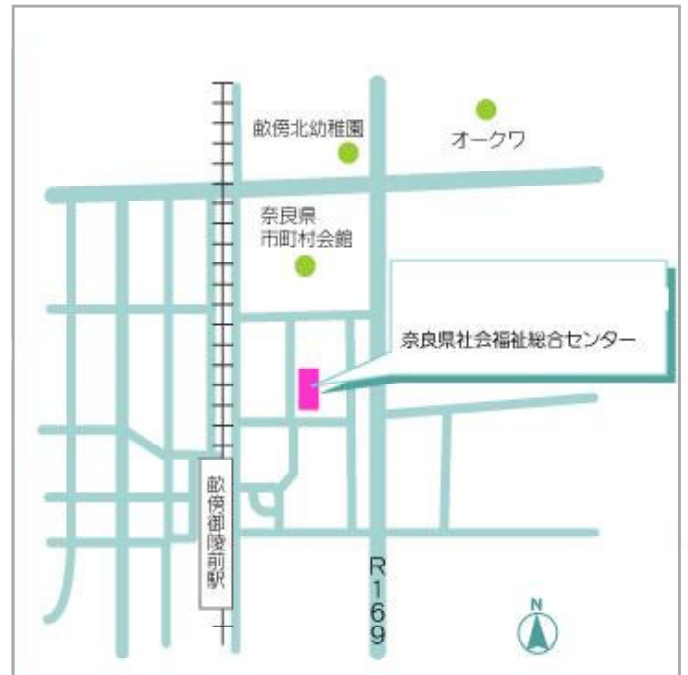 畝傍北幼稚園
オークワ
奈良県
市町村会館
奈良県社会福祉総合センター
畝傍御陵前駅
R169
N